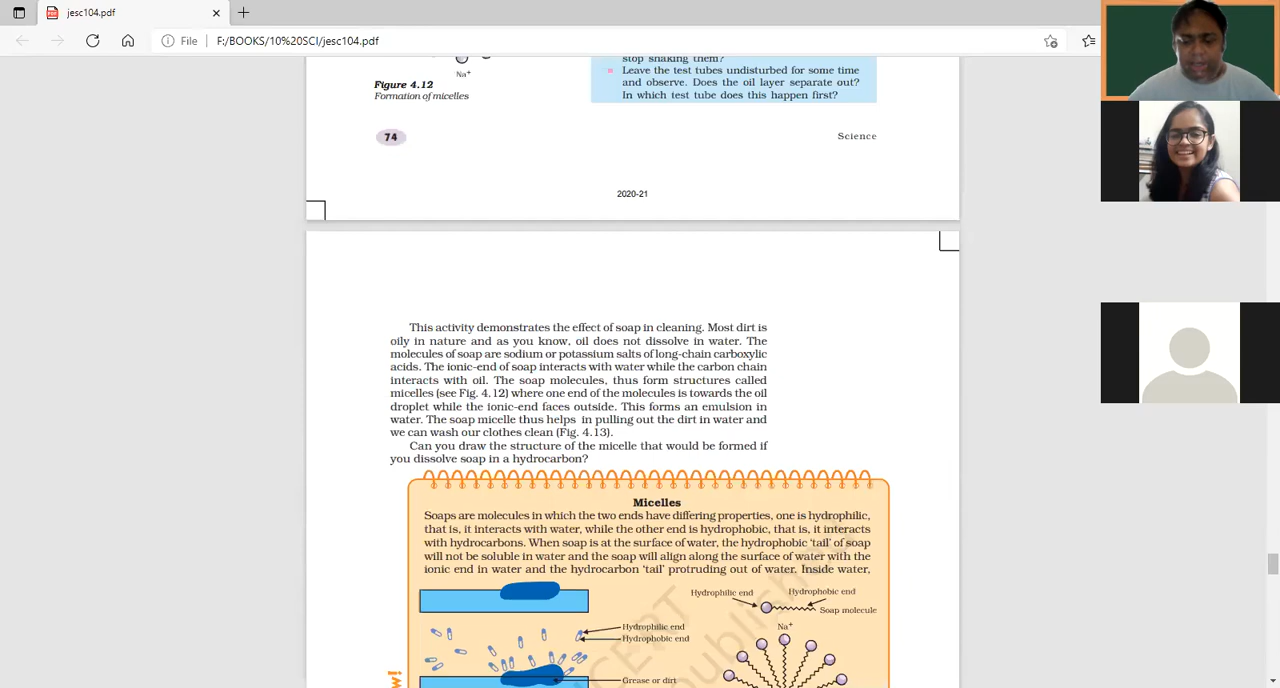 jesc104.pdf
File F:/BOOKS/10%20SCI/jesc104.pdf
stop shaking them?
Na+
Leave the test tubes undisturbed for some time
and observe. Does the oil layer separate out?
In which test tube does this happen first?
Figure 4.12
Formation of micelles
74
Science
2020-21
This activity demonstrates the effect of soap in cleaning. Most dirt is
oily in nature and as you know, oil does not dissolve in water. The
molecules of soap are sodium or potassium salts of long-chain carboxylic
acids. The ionic-end of soap interacts with water while the carbon chain
interacts with oil. The soap molecules, thus form structures called
micelles (see Fig. 4.12) where one end of the molecules is towards the oil
droplet while the ionic-end faces outside. This forms an emulsion in
water. The soap micelle thus helps in pulling out the dirt in water and
we can wash our clothes clean (Fig. 4.13).
Can you draw the structure of the micelle that would be formed if
you dissolve soap in a hydrocarbon?
Micelles
Soaps are molecules in which the two ends have differing properties, one is hydrophilic,
that is, it interacts with water, while the other end is hydrophobic, that is, it interacts
with hydrocarbons. When soap is at the surface of water, the hydrophobic 'tail' of soap
will not be soluble in water and the soap will align along the surface of water with the
ionic end in water and the hydrocarbon 'tail' protruding out of water. Inside water,
Hydrophilic end
Hydrophobic end
Soap molecule
Na+
Hydrophilic end
Hydrophobic end
Grease or dirt